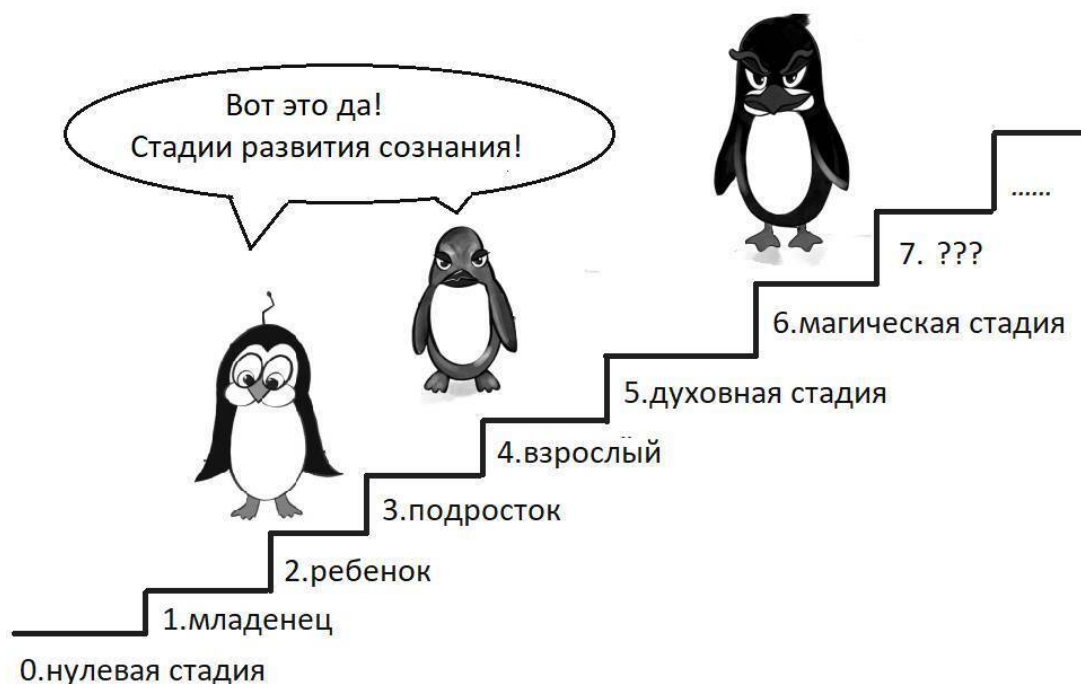 Вот это да!
Стадии развития сознания!
......
7. ???
6.магическая стадия
5.духовная стадия
4.взрослый
3.подросток
2.ребенок
1.младенец
0.нулевая стадия